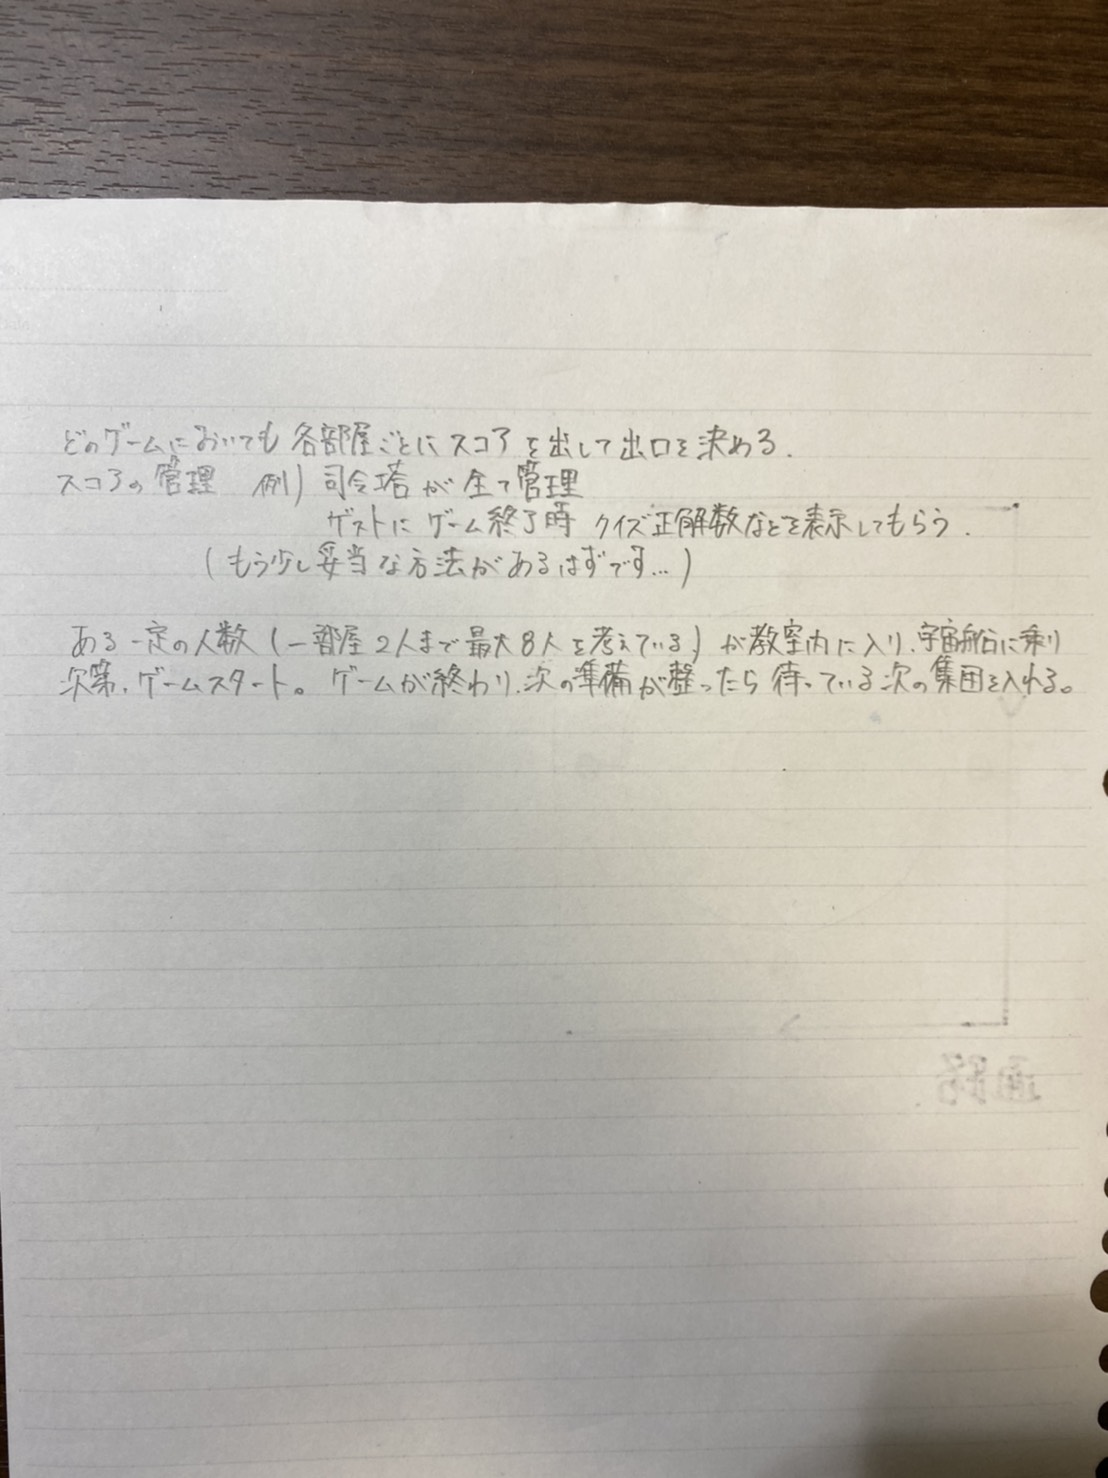 どのゲームにおいても 各部屋ごとにスコアを出して出口を決める.
スコアの管理 例) 司令塔が全て管理
ゲストにゲーム終了時 クイズ正解数などを表示してもらう.
(もう少し妥当な方法があるはずです…)
ある一定の人数 (一部屋2人まで最大8人を考えている) が教室内に入り、宇宙船に乗り
次第、ゲームスタート。ゲームが終わり、次の準備が整ったら待っている次の集団を入れる。
通路